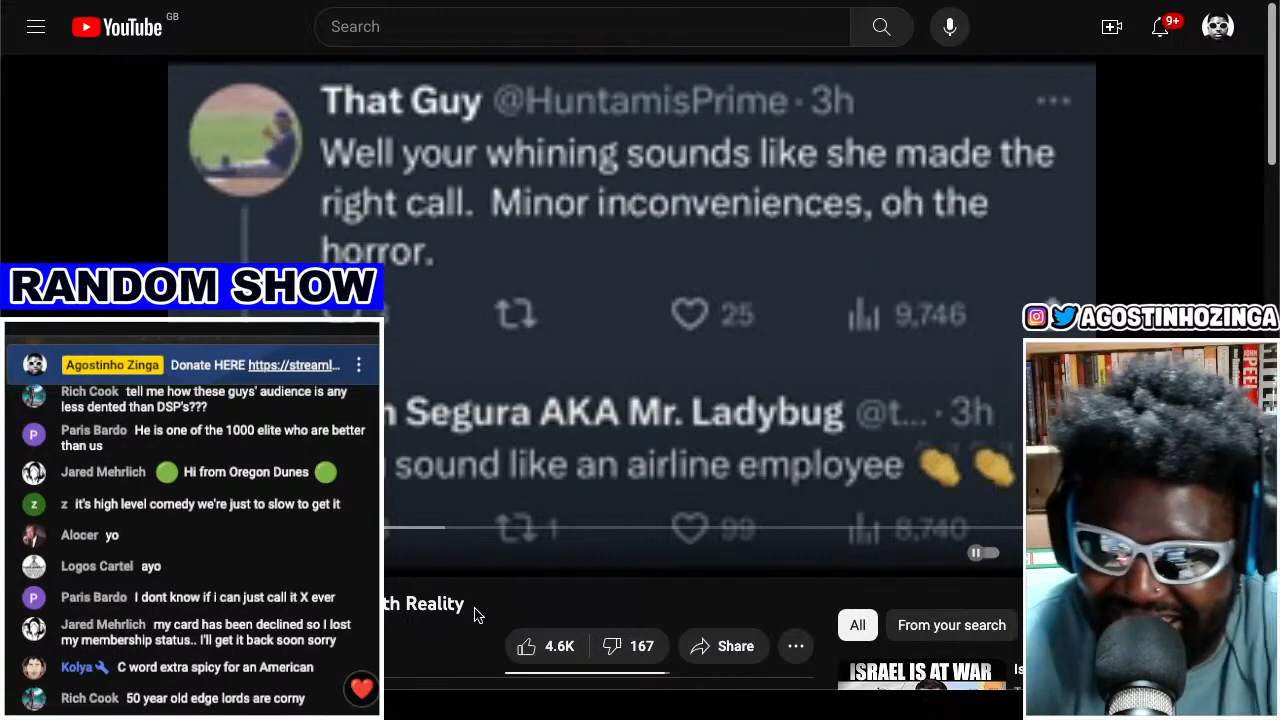 YouTube
GB
Search
9+
That Guy @HuntamisPrime · 3h
Well your whining sounds like she made the
right call. Minor inconveniences, oh the
horror.
25
9,746
RANDOM SHOW
AGOSTINHOZINGA
Agostinho Zinga Donate HERE https://streaml...
Rich Cook tell me how these guys' audience is any
less dented than DSP's???
P
Paris Bardo He is one of the 1000 elite who are better
than us
Jared Mehrlich Hi from Oregon Dunes
z
z it's high level comedy we're just to slow to get it
Alocer yo
Logos Cartel ayo
P
Paris Bardo I dont know if i can just call it X ever
Jared Mehrlich my card has been declined so I lost
my membership status.. I'll get it back soon sorry
Kolya C word extra spicy for an American
Rich Cook 50 year old edge lords are corny
Segura AKA Mr. Ladybug @t... · 3h
sound like an airline employee
1
99
8,740
th Reality
4.6K
167
Share
All
From your search
ISRAEL IS AT WAR
JOHN